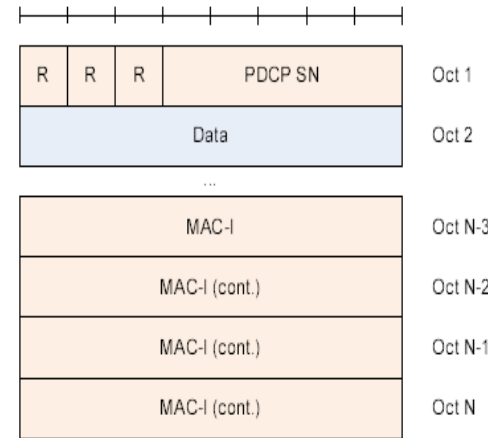 R R R PDCP SN Oct 1
Data Oct 2
...
MAC-I Oct N-3
MAC-I (cont.) Oct N-2
MAC-I (cont.) Oct N-1
MAC-I (cont.) Oct N